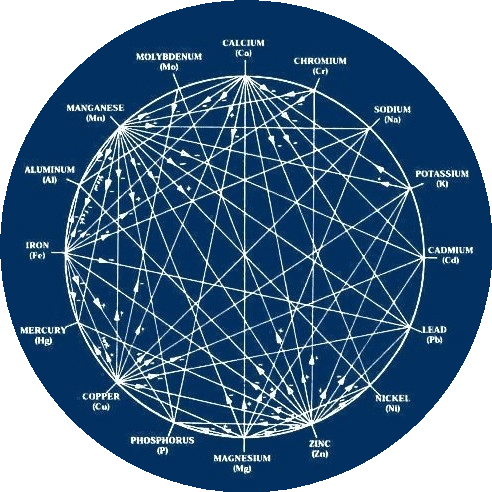 CALCIUM
(Ca)
CHROMIUM
(Cr)
SODIUM
(Na)
POTASSIUM
(K)
CADMIUM
(Cd)
LEAD
(Pb)
NICKEL
(Ni)
ZINC
(Zn)
MAGNESIUM
(Mg)
PHOSPHORUS
(P)
COPPER
(Cu)
MERCURY
(Hg)
IRON
(Fe)
ALUMINUM
(Al)
MANGANESE
(Mn)
MOLYBDENUM
(Mo)